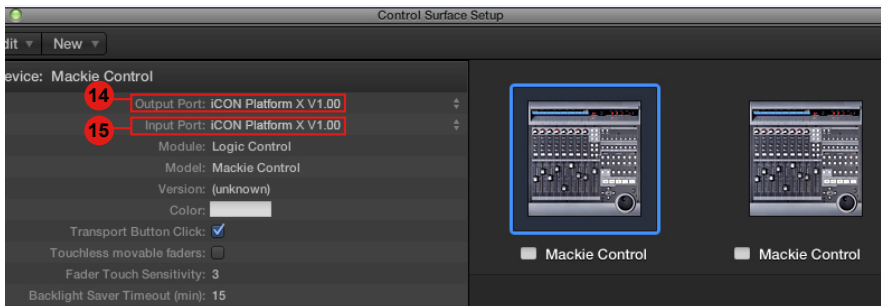 Control Surface Setup
dit New
evice: Mackie Control
14 Output Port: iCON Platform X V1.00
15 Input Port: iCON Platform X V1.00
Module: Logic Control
Model: Mackie Control
Version: (unknown)
Color:
Transport Button Click:
Touchless movable faders:
Fader Touch Sensitivity: 3
Backlight Saver Timeout (min): 15
Mackie Control
Mackie Control